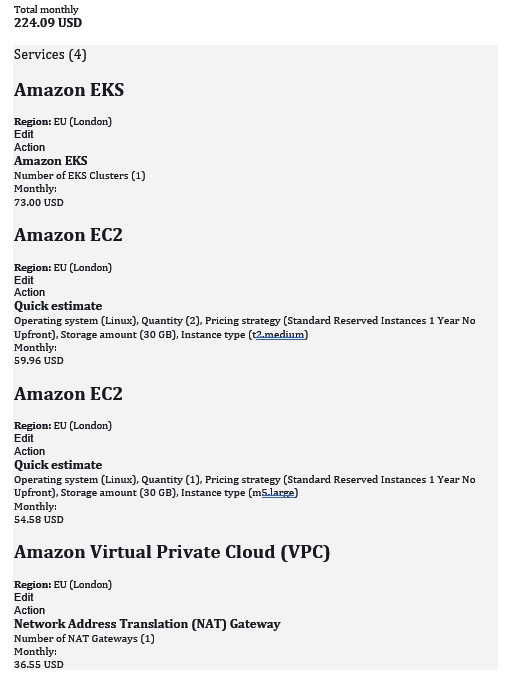 Total monthly
224.09 USD
Services (4)
Amazon EKS
Region: EU (London)
Edit
Action
Amazon EKS
Number of EKS Clusters (1)
Monthly:
73.00 USD
Amazon EC2
Region: EU (London)
Edit
Action
Quick estimate
Operating system (Linux), Quantity (2), Pricing strategy (Standard Reserved Instances 1 Year No
Upfront), Storage amount (30 GB), Instance type (t2.medium)
Monthly:
59.96 USD
Amazon EC2
Region: EU (London)
Edit
Action
Quick estimate
Operating system (Linux), Quantity (1), Pricing strategy (Standard Reserved Instances 1 Year No
Upfront), Storage amount (30 GB), Instance type (m5.large)
Monthly:
54.58 USD
Amazon Virtual Private Cloud (VPC)
Region: EU (London)
Edit
Action
Network Address Translation (NAT) Gateway
Number of NAT Gateways (1)
Monthly:
36.55 USD